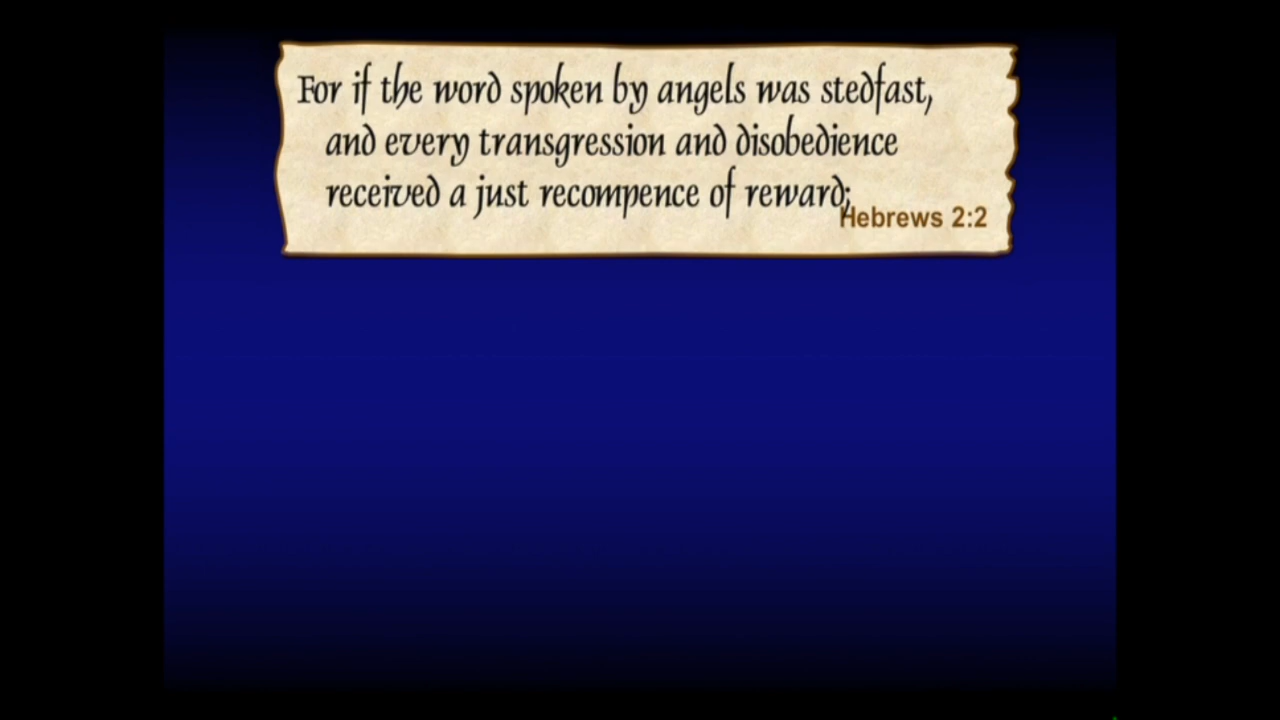 For if the word spoken by angels was stedfast,
and every transgression and disobedience
received a just recompence of reward;
Hebrews 2:2